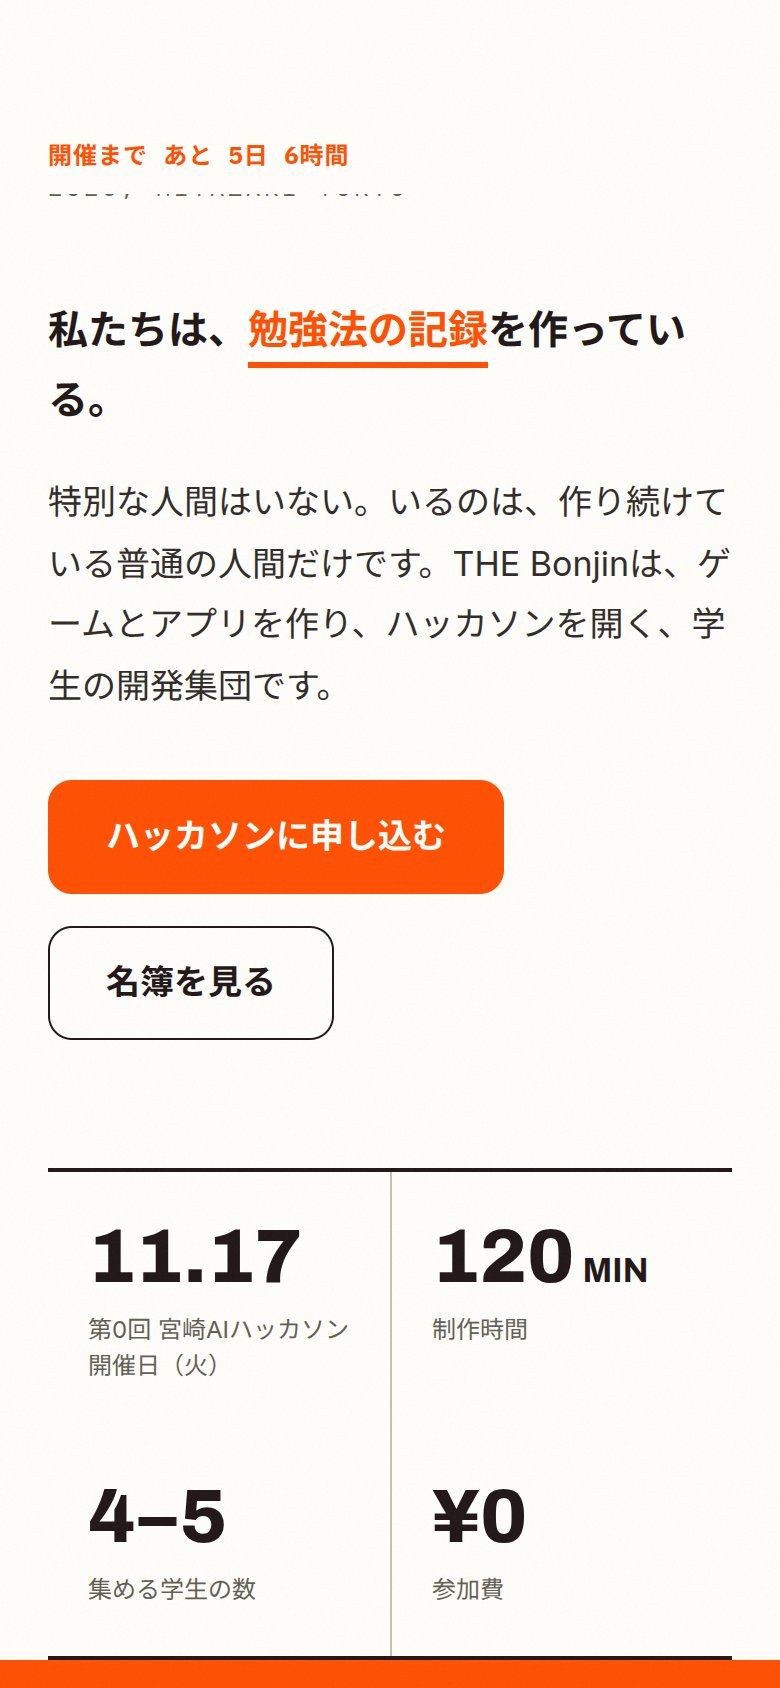 開催まで あと 5日 6時間
私たちは、勉強法の記録を作ってい
る。
特別な人間はいない。いるのは、作り続けて
いる普通の人間だけです。THE Bonjinは、ゲ
ームとアプリを作り、ハッカソンを開く、学
生の開発集団です。
ハッカソンに申し込む
名簿を見る
11.17
第0回 宮崎AIハッカソン
開催日（火）
120 MIN
制作時間
4–5
集める学生の数
¥0
参加費